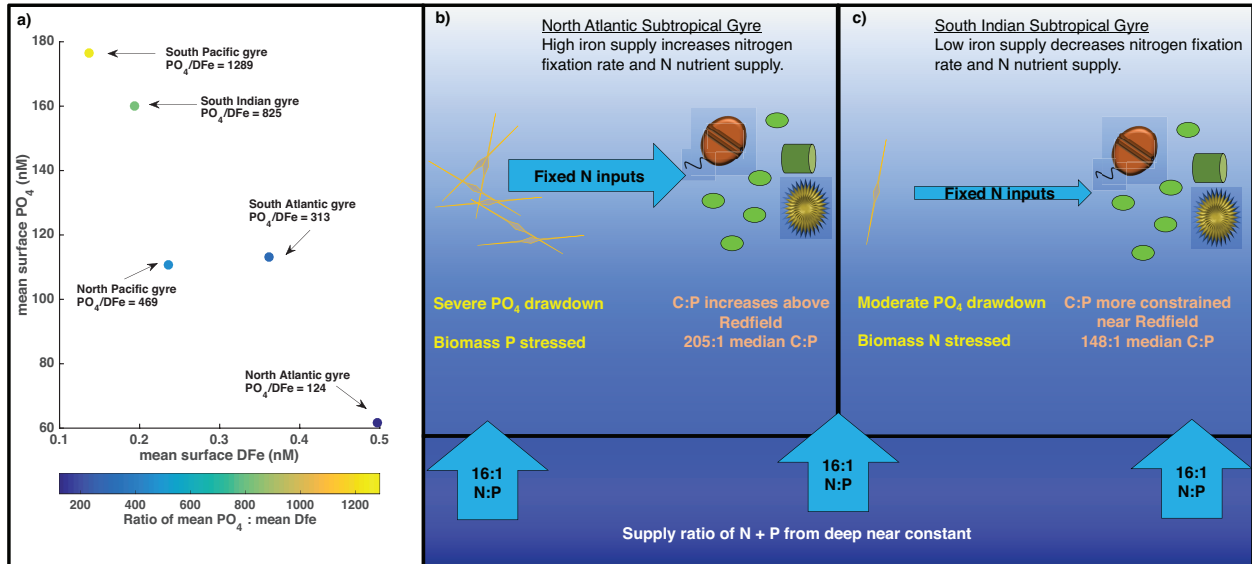 a)
180
160
140
120
100
80
60
mean surface PO4 (nM)
South Pacific gyre
PO4/DFe = 1289
South Indian gyre
PO4/DFe = 825
South Atlantic gyre
PO4/DFe = 313
North Pacific gyre
PO4/DFe = 469
North Atlantic gyre
PO4/DFe = 124
0.1 0.2 0.3 0.4 0.5
mean surface DFe (nM)
200 400 600 800 1000 1200
Ratio of mean PO4 : mean Dfe
b)
North Atlantic Subtropical Gyre
High iron supply increases nitrogen
fixation rate and N nutrient supply.
Fixed N inputs
Severe PO4 drawdown
Biomass P stressed
C:P increases above
Redfield
205:1 median C:P
c)
South Indian Subtropical Gyre
Low iron supply decreases nitrogen fixation
rate and N nutrient supply.
Fixed N inputs
Moderate PO4 drawdown
Biomass N stressed
C:P more constrained
near Redfield
148:1 median C:P
16:1
N:P
16:1
N:P
16:1
N:P
Supply ratio of N + P from deep near constant